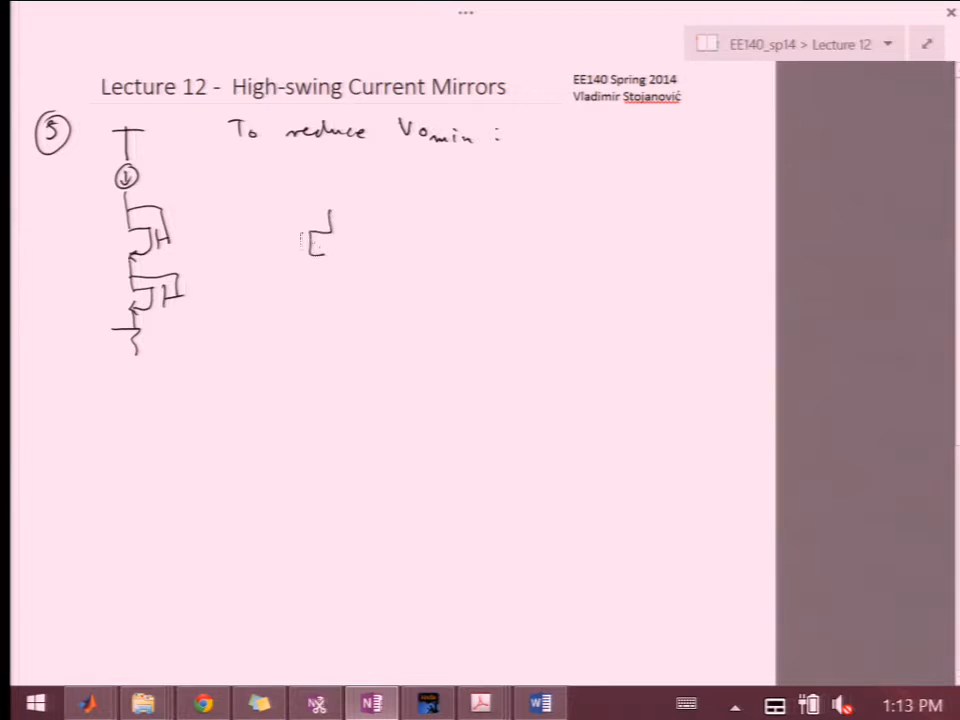 EE140_sp14 > Lecture 12
Lecture 12 - High-swing Current Mirrors
EE140 Spring 2014
Vladimir Stojanović
5
To reduce Vomin :
1:13 PM